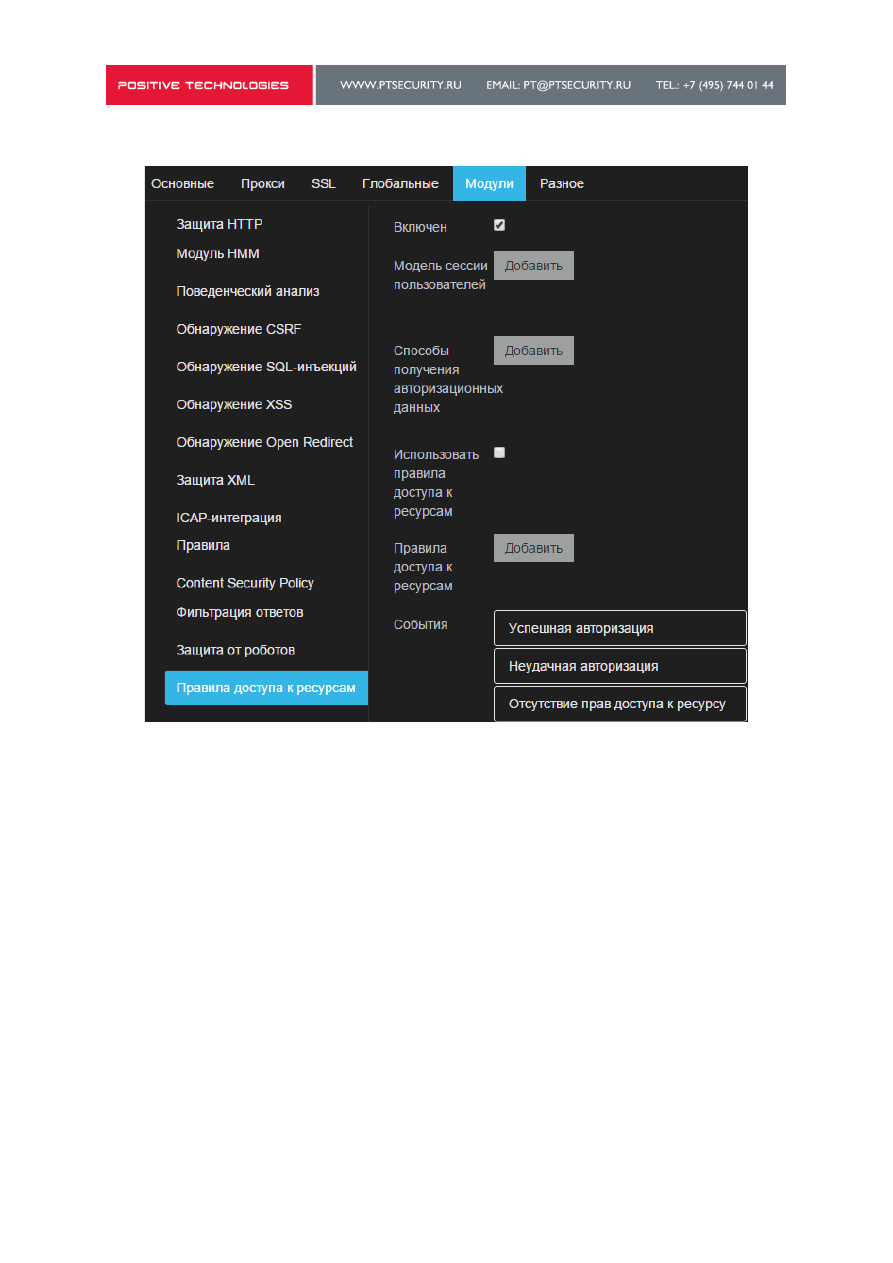 POSITIVE TECHNOLOGIES
WWW.PTSECURITY.RU EMAIL: PT@PTSECURITY.RU TEL.: +7 (495) 744 01 44
Основные Прокси SSL Глобальные Модули Разное
Защита HTTP
Модуль HMM
Поведенческий анализ
Обнаружение CSRF
Обнаружение SQL-инъекций
Обнаружение XSS
Обнаружение Open Redirect
Защита XML
ICAP-интеграция
Правила
Content Security Policy
Фильтрация ответов
Защита от роботов
Правила доступа к ресурсам
Включен
Модель сессии
пользователей
Добавить
Способы
получения
авторизационных
данных
Добавить
Использовать
правила
доступа к
ресурсам
Правила
доступа к
ресурсам
Добавить
События
Успешная авторизация
Неудачная авторизация
Отсутствие прав доступа к ресурсу